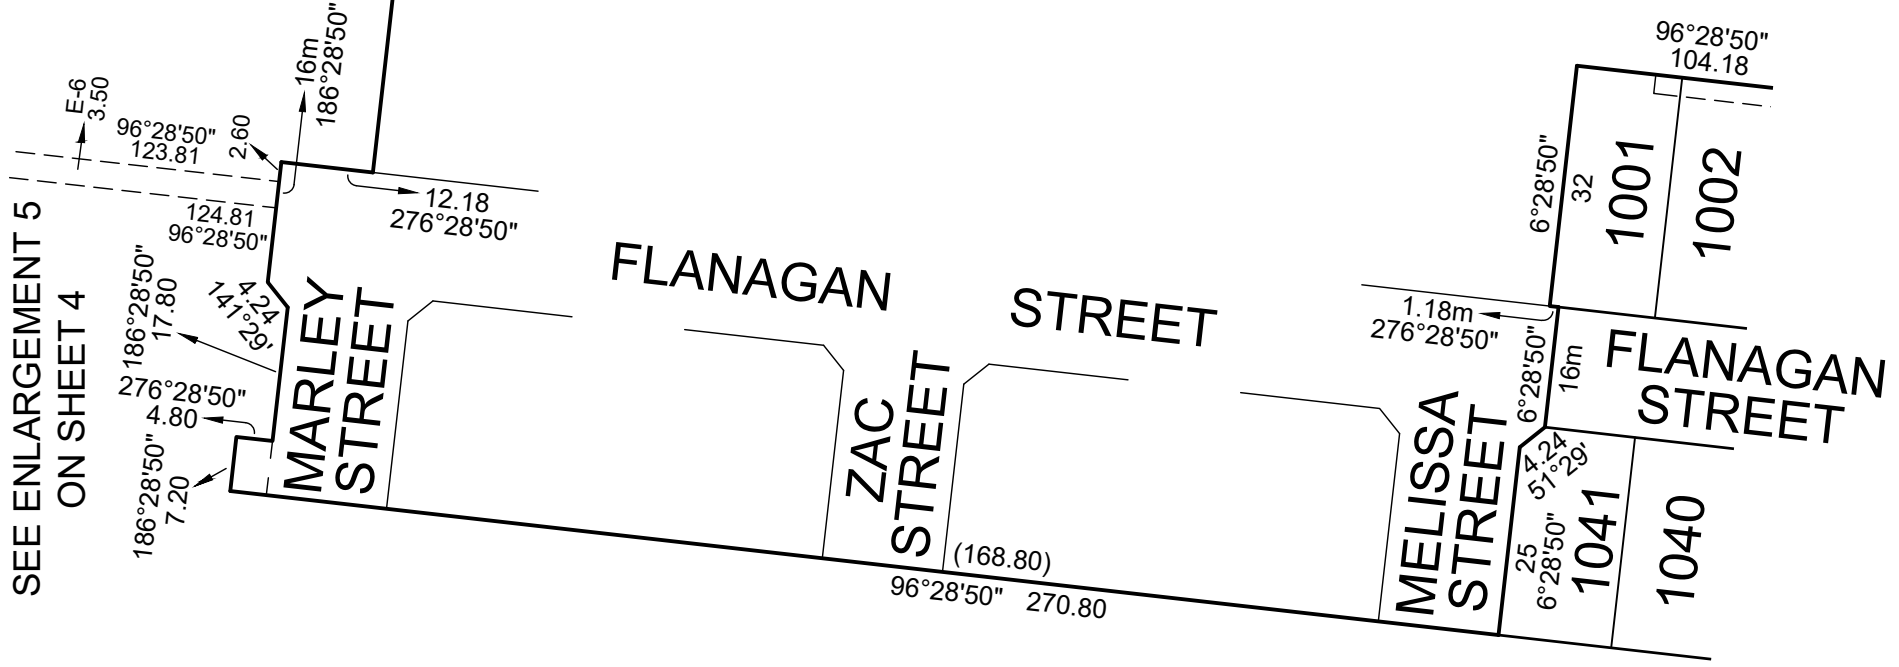 SEE ENLARGEMENT 5
ON SHEET 4
E-6
3.50
96°28'50"
123.81
2.60
16m
186°28'50"
124.81
96°28'50"
12.18
276°28'50"
4.24
141°29'
186°28'50"
17.80
276°28'50"
4.80
186°28'50"
7.20
MARLEY
STREET
FLANAGAN STREET
ZAC
STREET
(168.80)
96°28'50" 270.80
MELISSA
STREET
96°28'50"
104.18
6°28'50"
32
1001
1002
1.18m
276°28'50"
6°28'50"
16m
FLANAGAN
STREET
4.24
51°29'
25
6°28'50"
1041
1040